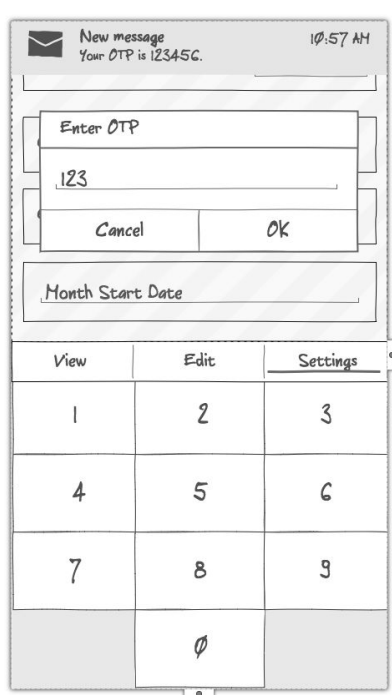 New message
10:57 AM
Your OTP is 123456.
Enter OTP
123
Cancel OK
Month Start Date
View Edit Settings
1 2 3
4 5 6
7 8 9
0